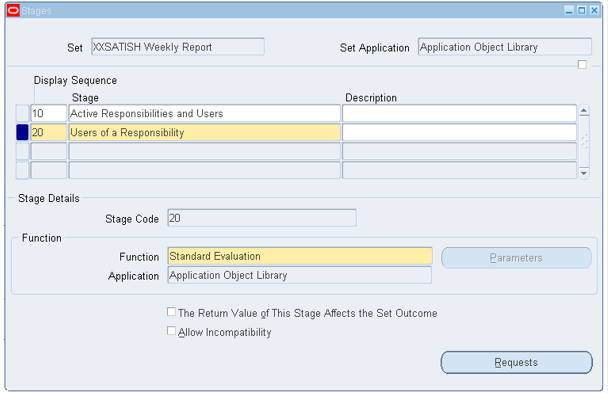 Stages
Set XXSATISH Weekly Report Set Application Application Object Library
Display Sequence
Stage Description
10 Active Responsibilities and Users
20 Users of a Responsibility
Stage Details
Stage Code 20
Function
Function Standard Evaluation Parameters
Application Application Object Library
The Return Value of This Stage Affects the Set Outcome
Allow Incompatibility
Requests